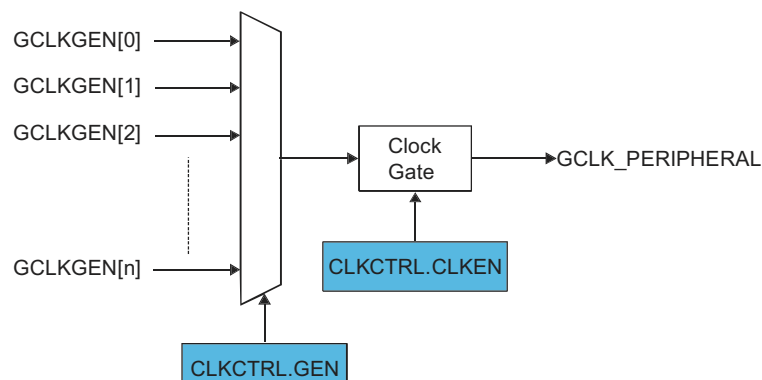 GCLKGEN[0]
GCLKGEN[1]
GCLKGEN[2]
Clock
Gate
GCLK_PERIPHERAL
GCLKGEN[n]
CLKCTRL.CLKEN
CLKCTRL.GEN